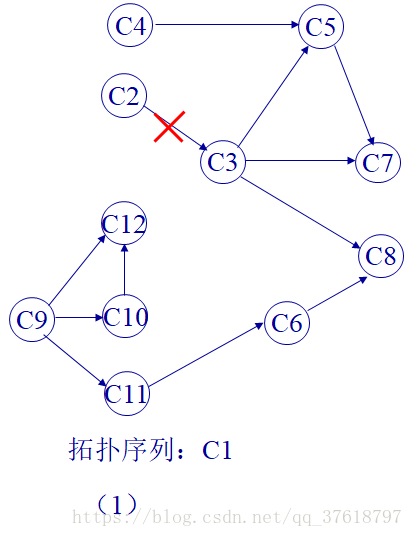 C4
C5
C2
C3
C7
C12
C8
C9
C10
C6
C11
拓扑序列：C1
（1）
https://blog.csdn.net/qq_37618797